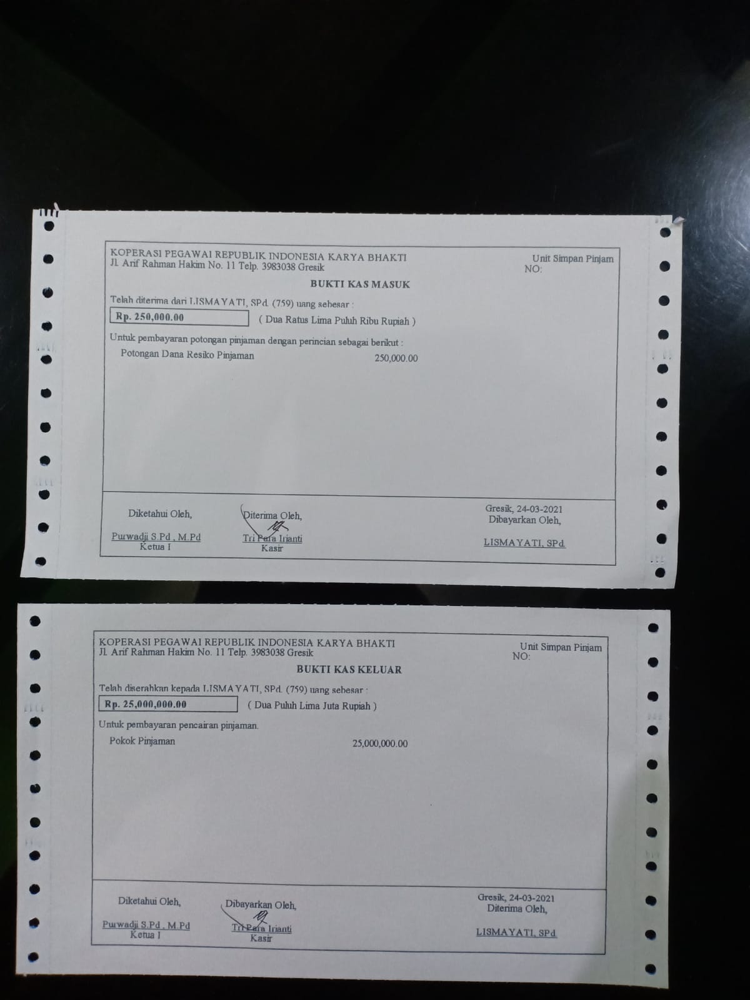 KOPERASI PEGAWAI REPUBLIK INDONESIA KARYA BHAKTI
Unit Simpan Pinjam
Jl. Arif Rahman Hakim No. 11 Telp. 3983038 Gresik
NO:
BUKTI KAS MASUK
Telah diterima dari LISMAYATI, SPd. (759) uang sebesar :
Rp. 250,000.00 ( Dua Ratus Lima Puluh Ribu Rupiah )
Untuk pembayaran potongan pinjaman dengan perincian sebagai berikut :
Potongan Dana Resiko Pinjaman 250,000.00
Gresik, 24-03-2021
Diketahui Oleh, Diterima Oleh, Dibayarkan Oleh,
Purwadji S.Pd , M.Pd Tri Para Irianti LISMAYATI, SPd.
Ketua I Kasir
KOPERASI PEGAWAI REPUBLIK INDONESIA KARYA BHAKTI
Unit Simpan Pinjam
Jl. Arif Rahman Hakim No. 11 Telp. 3983038 Gresik
NO:
BUKTI KAS KELUAR
Telah diserahkan kepada LISMAYATI, SPd. (759) uang sebesar :
Rp. 25,000,000.00 ( Dua Puluh Lima Juta Rupiah )
Untuk pembayaran pencairan pinjaman.
Pokok Pinjaman 25,000,000.00
Gresik, 24-03-2021
Diketahui Oleh, Dibayarkan Oleh, Diterima Oleh,
Purwadji S.Pd , M.Pd Tri Para Irianti LISMAYATI, SPd.
Ketua I Kasir